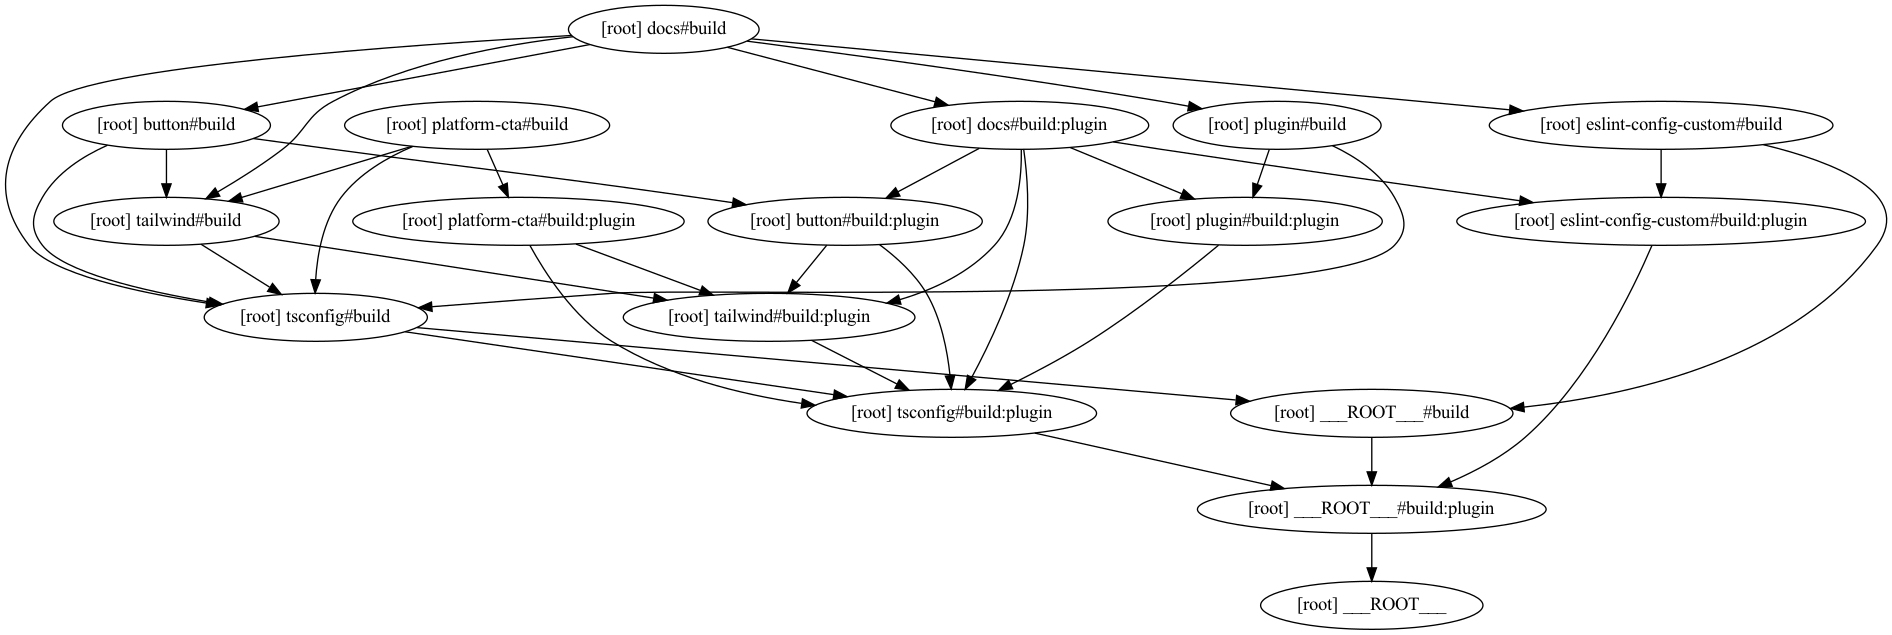 [root] docs#build
[root] button#build
[root] platform-cta#build
[root] docs#build:plugin
[root] plugin#build
[root] eslint-config-custom#build
[root] tailwind#build
[root] platform-cta#build:plugin
[root] button#build:plugin
[root] plugin#build:plugin
[root] eslint-config-custom#build:plugin
[root] tsconfig#build
[root] tailwind#build:plugin
[root] tsconfig#build:plugin
[root] ___ROOT___#build
[root] ___ROOT___#build:plugin
[root] ___ROOT___